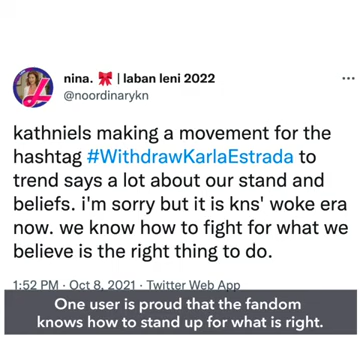 nina. 🎀 | laban leni 2022
@noordinarykn
kathniels making a movement for the
hashtag #WithdrawKarlaEstrada to
trend says a lot about our stand and
beliefs. i'm sorry but it is kns' woke era
now. we know how to fight for what we
believe is the right thing to do.
1:52 PM · Oct 8, 2021 · Twitter Web App
One user is proud that the fandom
knows how to stand up for what is right.